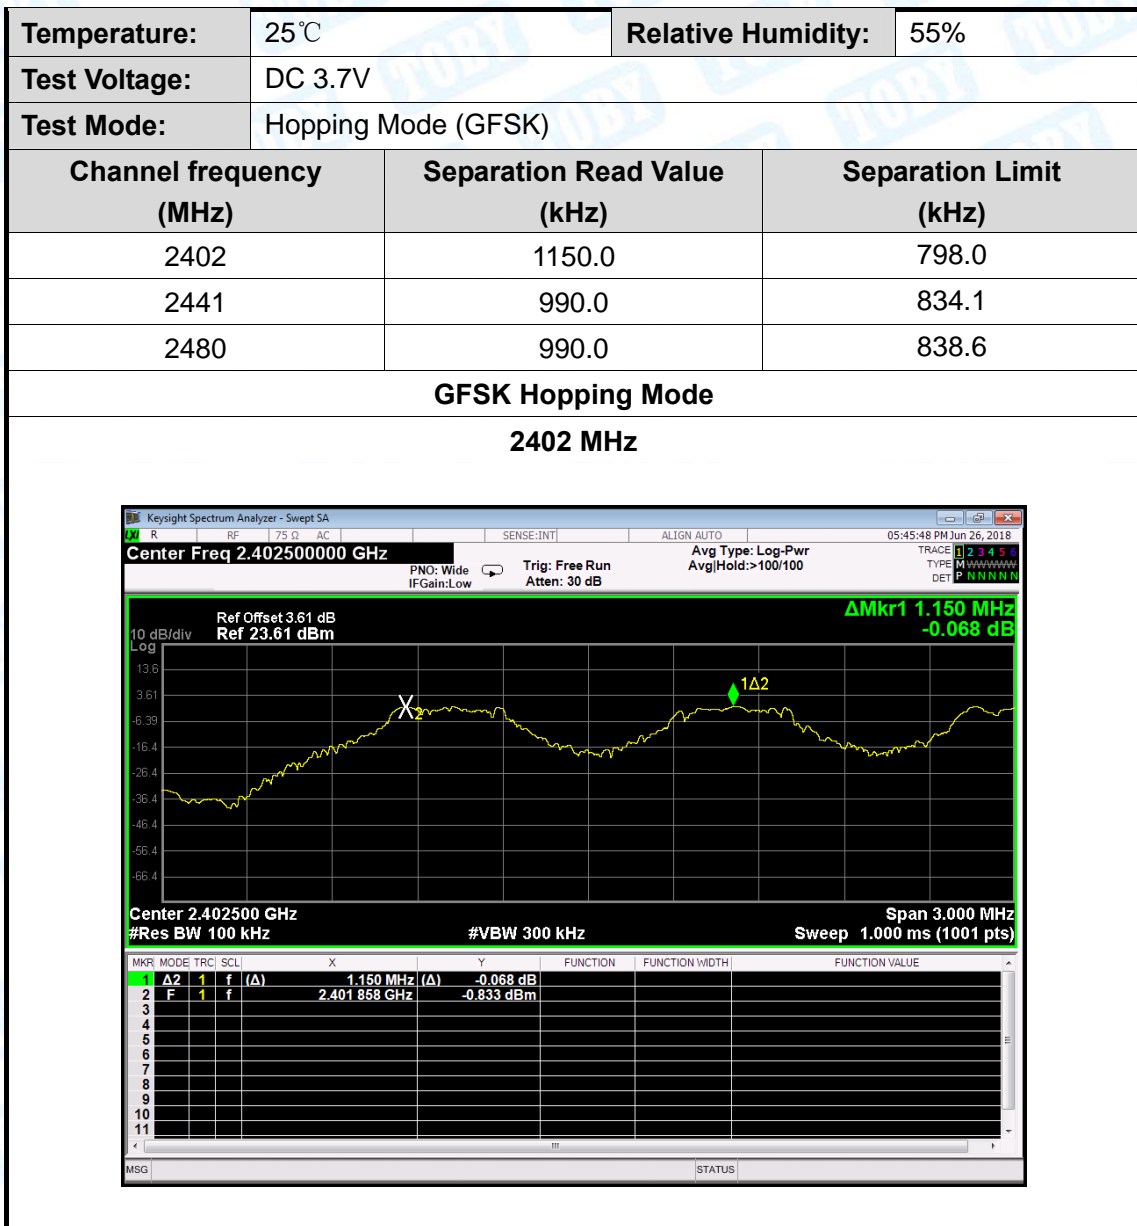 Temperature: 25℃ Relative Humidity: 55%
Test Voltage: DC 3.7V
Test Mode: Hopping Mode (GFSK)
Channel frequency Separation Read Value Separation Limit
(MHz) (kHz) (kHz)
2402 1150.0 798.0
2441 990.0 834.1
2480 990.0 838.6
GFSK Hopping Mode
2402 MHz
Keysight Spectrum Analyzer - Swept SA
LXI R RF 75 Ω AC SENSE:INT ALIGN AUTO 05:45:48 PM Jun 26, 2018
Center Freq 2.402500000 GHz Avg Type: Log-Pwr TRACE 1 2 3 4 5 6
PNO: Wide Trig: Free Run Avg|Hold:>100/100 TYPE M WWWWW
IFGain:Low Atten: 30 dB DET P N N N N N
ΔMkr1 1.150 MHz
Ref Offset 3.61 dB -0.068 dB
10 dB/div Ref 23.61 dBm
Log
13.6
1Δ2
3.61
2
-6.39
-16.4
-26.4
-36.4
-46.4
-56.4
-66.4
Center 2.402500 GHz Span 3.000 MHz
#Res BW 100 kHz #VBW 300 kHz Sweep 1.000 ms (1001 pts)
MKR MODE TRC SCL X Y FUNCTION FUNCTION WIDTH FUNCTION VALUE
1 Δ2 1 f (Δ) 1.150 MHz (Δ) -0.068 dB
2 F 1 f 2.401 858 GHz -0.833 dBm
3
4
5
6
7
8
9
10
11
MSG STATUS
TOBY